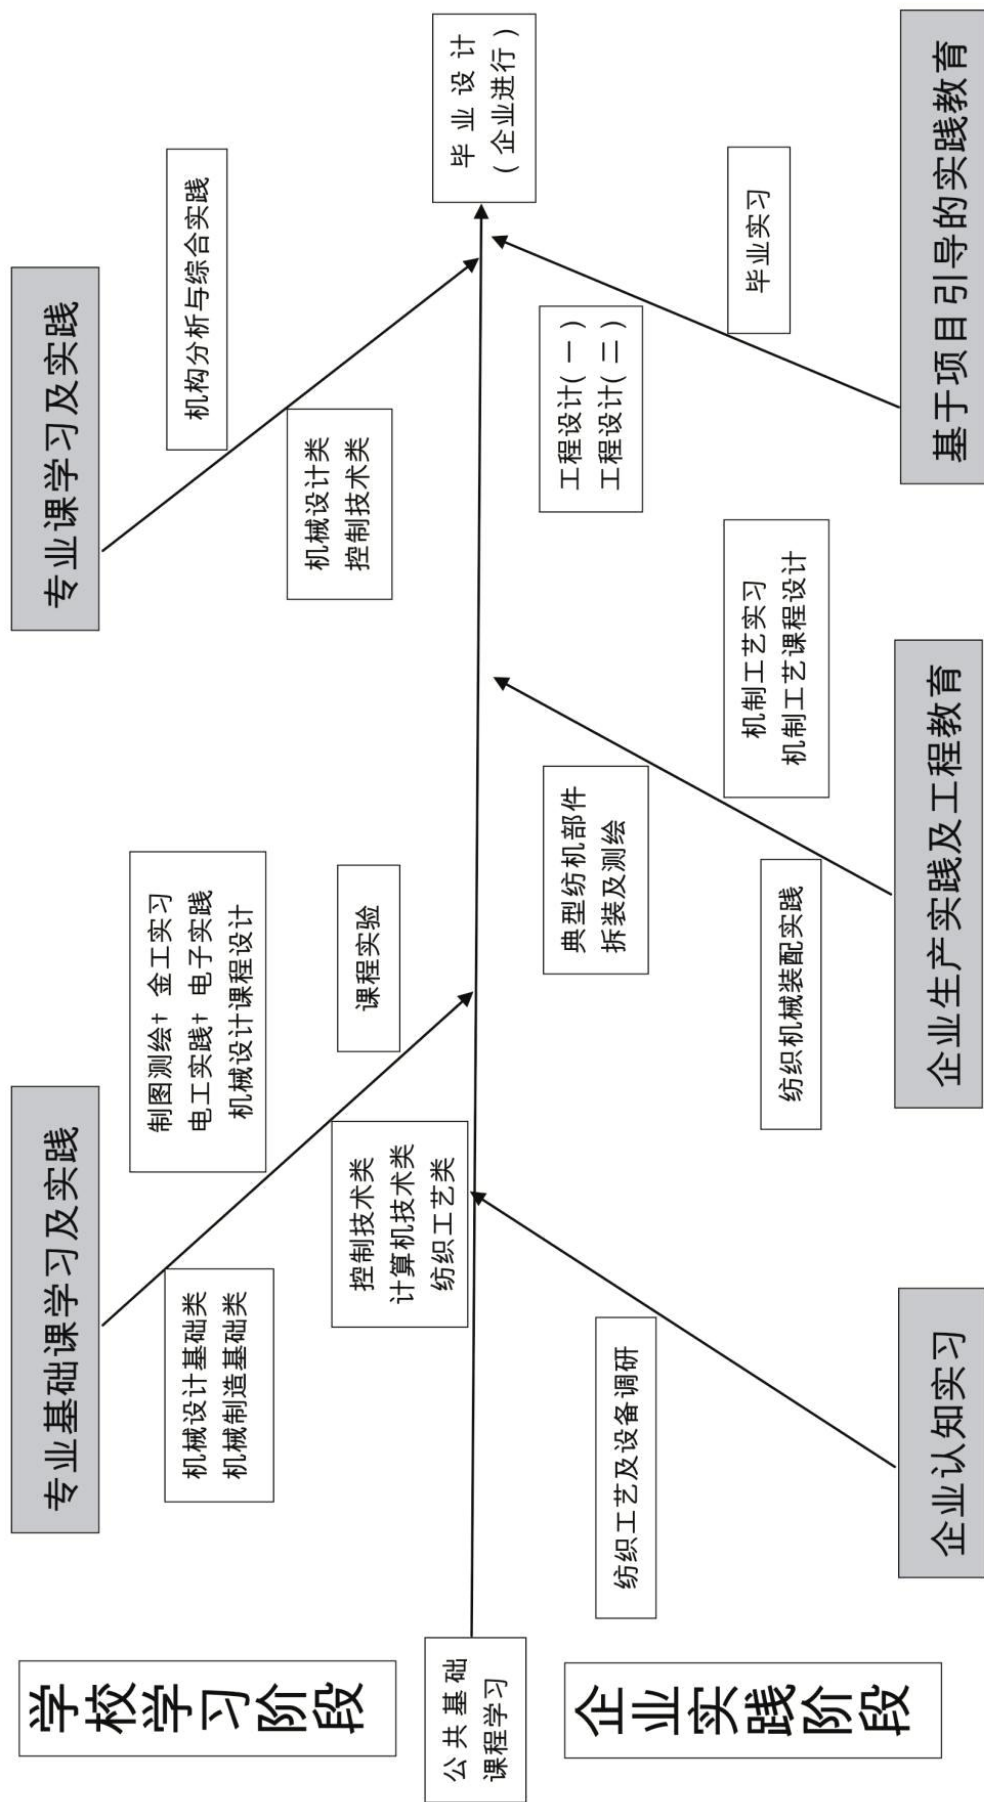 学校学习阶段
专业基础课学习及实践
专业课学习及实践
机械设计基础类
机械制造基础类
制图测绘† 金工实习
电工实践† 电子实践
机械设计课程设计
控制技术类
计算机技术类
纺织工艺类
课程实验
机构分析与综合实践
机械设计类
控制技术类
公共基础
课程学习
毕业设计
(企业进行)
企业实践阶段
纺织工艺及设备调研
典型纺机部件
拆装及测绘
纺织机械装配实践
机制工艺实习
机制工艺课程设计
工程设计(一)
工程设计(二)
毕业实习
企业认知实习
企业生产实践及工程教育
基于项目引导的实践教育